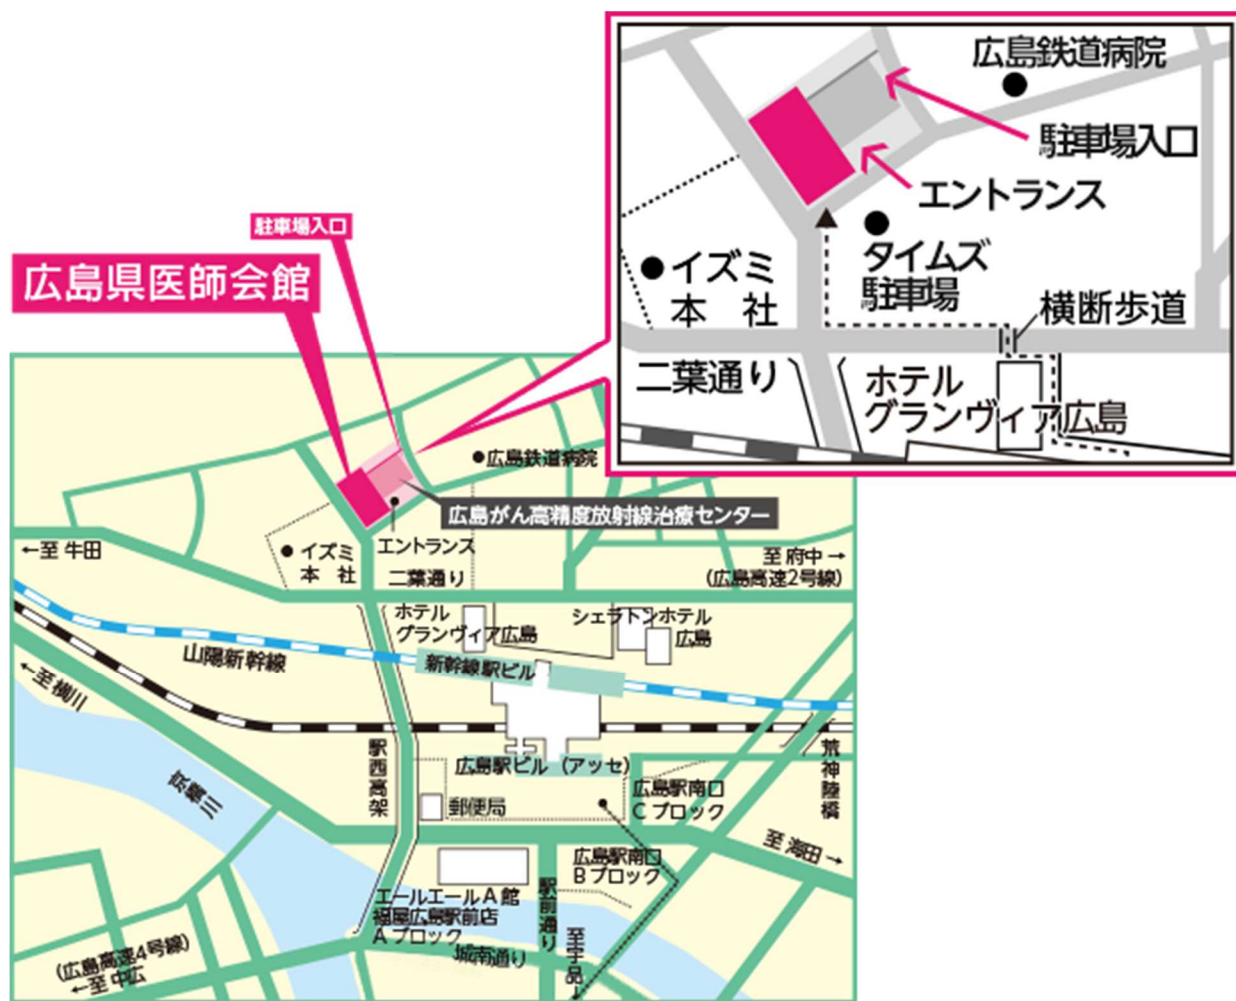 広島鉄道病院
駐車場入口
エントランス
イズミ
本 社
タイムズ
駐車場
横断歩道
二葉通り
ホテル
グランヴィア広島
駐車場入口
広島県医師会館
広島鉄道病院
広島がん高精度放射線治療センター
エントランス
イズミ
本 社
二葉通り
←至 牛田
至 府中→
(広島高速2号線)
ホテル
グランヴィア広島
シェラトンホテル
広島
山陽新幹線
新幹線駅ビル
←至 横川
京橋川
駅西高架
広島駅ビル (アッセ)
荒神陸橋
郵便局
広島駅南口
C ブロック
至 海田→
広島駅南口
B ブロック
エールエール A 館
福屋広島駅前店
A ブロック
駅前通り
城南通り
至宇品→
(広島高速4号線)
←至 中広